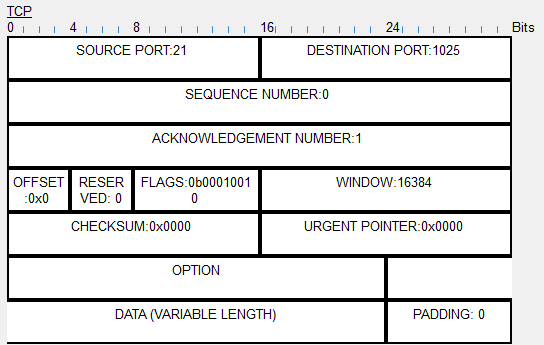 TCP
0 4 8 16 24 Bits
SOURCE PORT:21 DESTINATION PORT:1025
SEQUENCE NUMBER:0
ACKNOWLEDGEMENT NUMBER:1
OFFSET RESER FLAGS:0b0001001 WINDOW:16384
:0x0 VED: 0 0
CHECKSUM:0x0000 URGENT POINTER:0x0000
OPTION
DATA (VARIABLE LENGTH) PADDING: 0